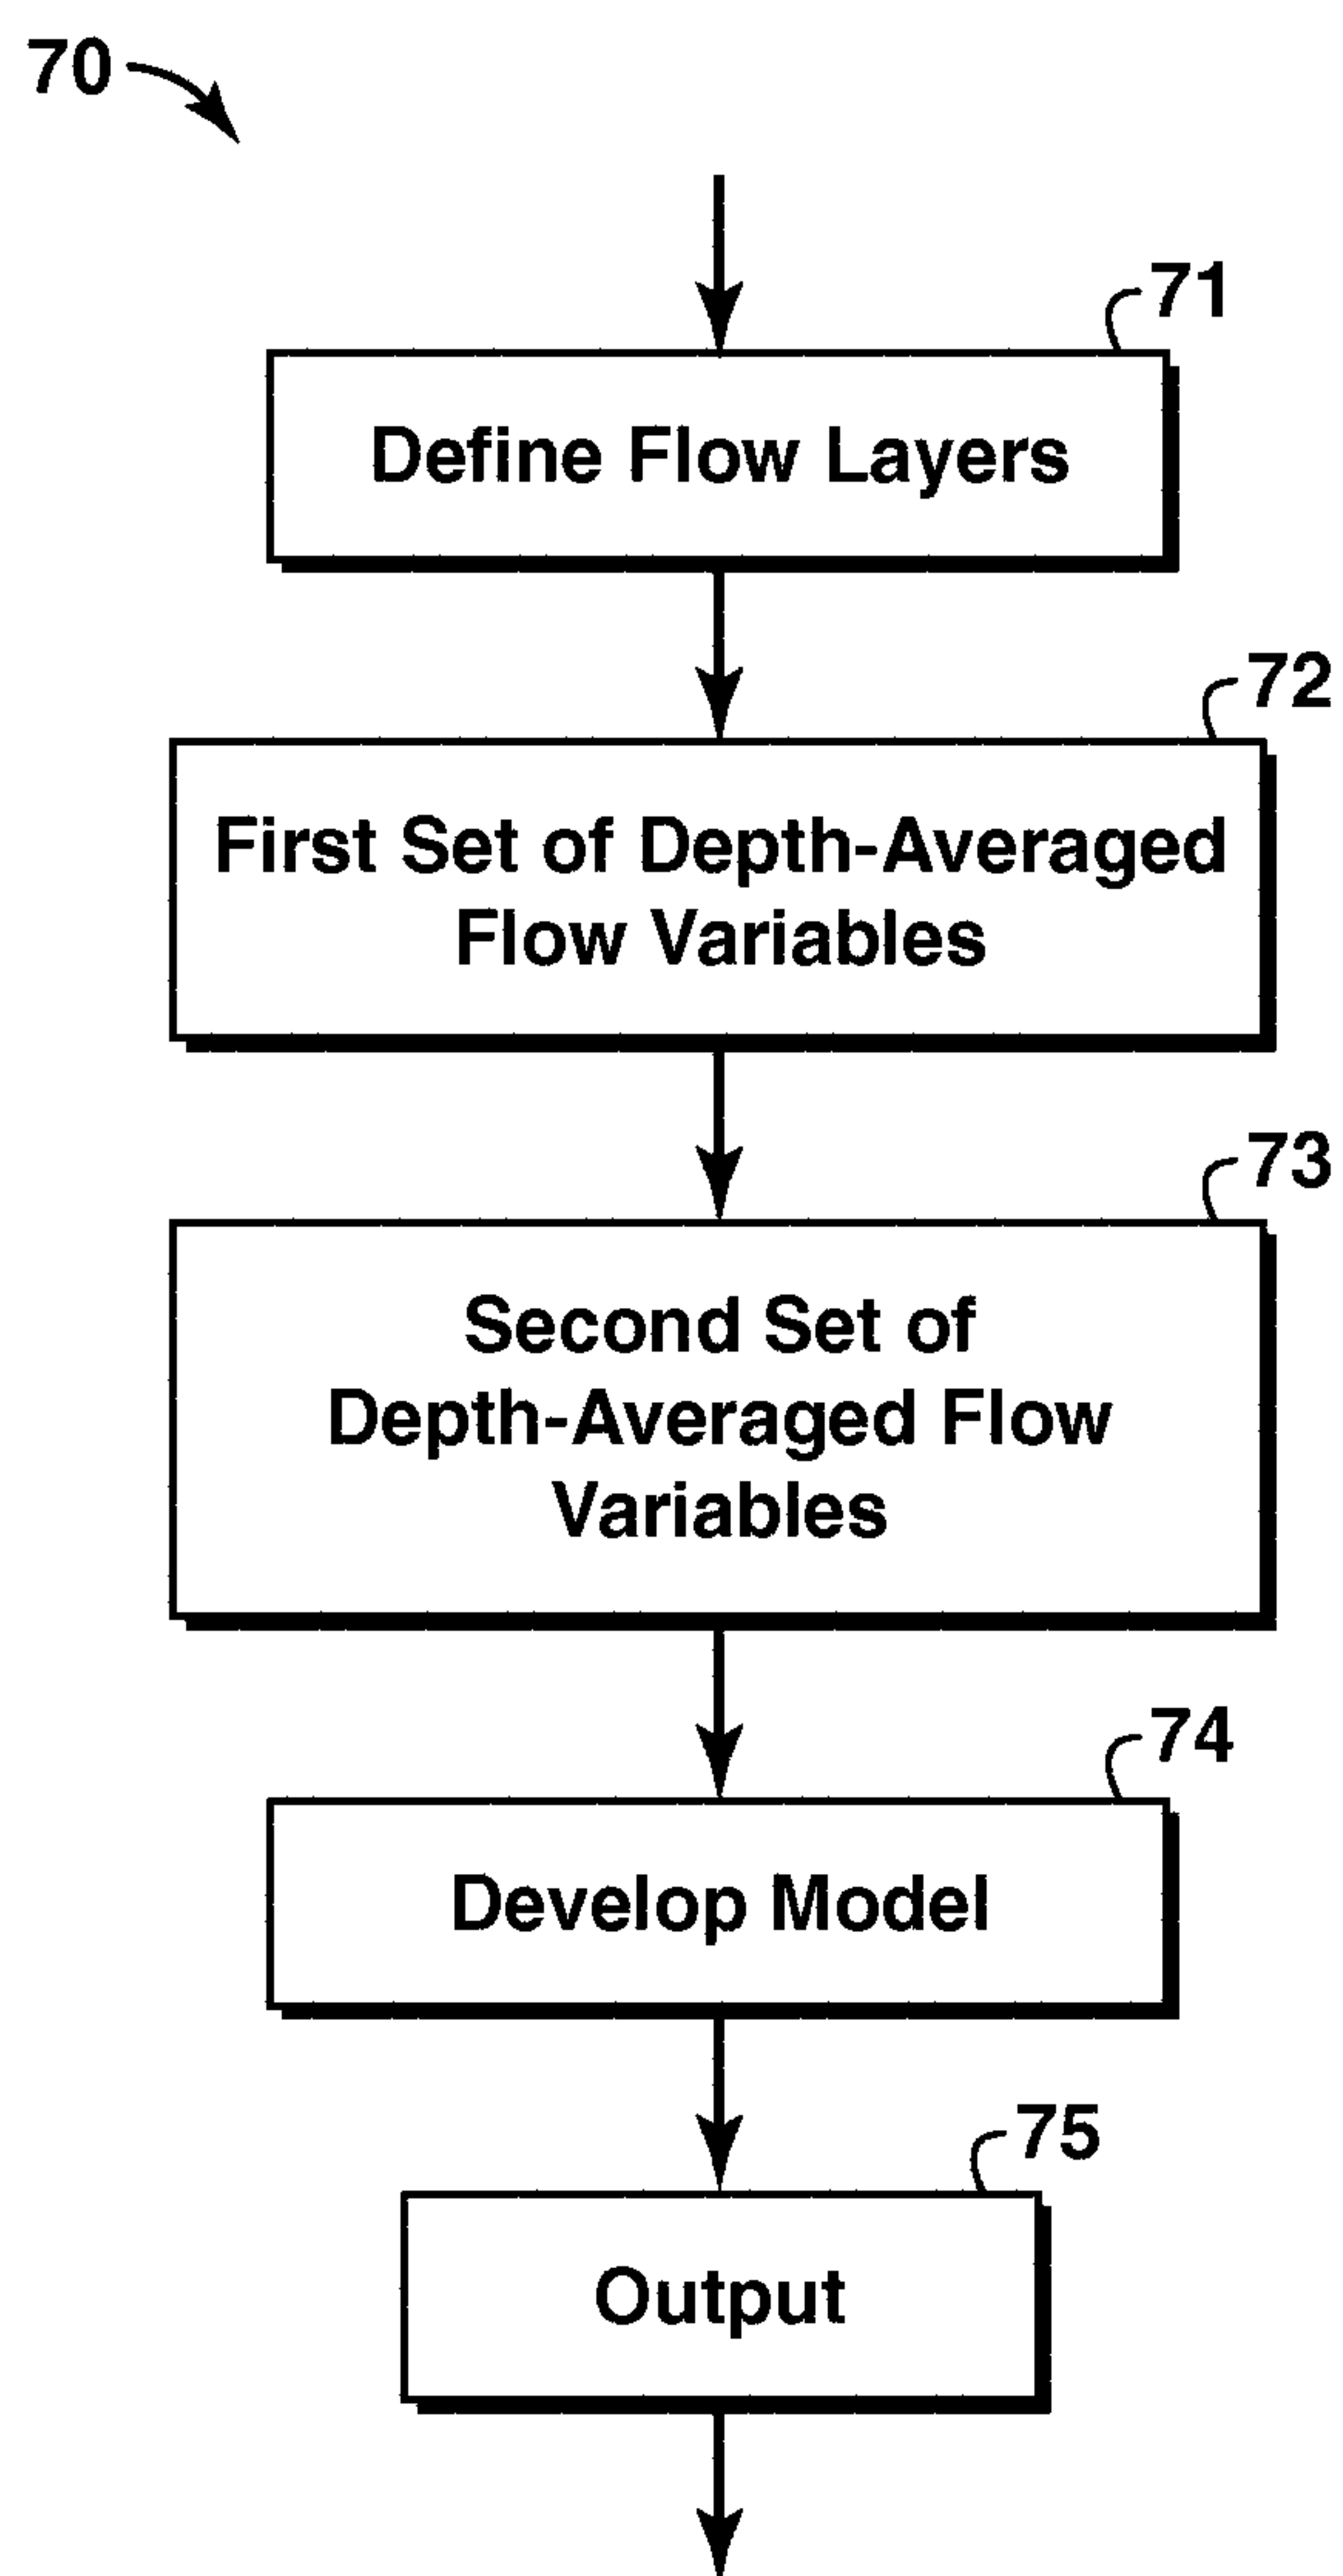 70
71
Define Flow Layers
72
First Set of Depth-Averaged
Flow Variables
73
Second Set of
Depth-Averaged Flow
Variables
74
Develop Model
75
Output